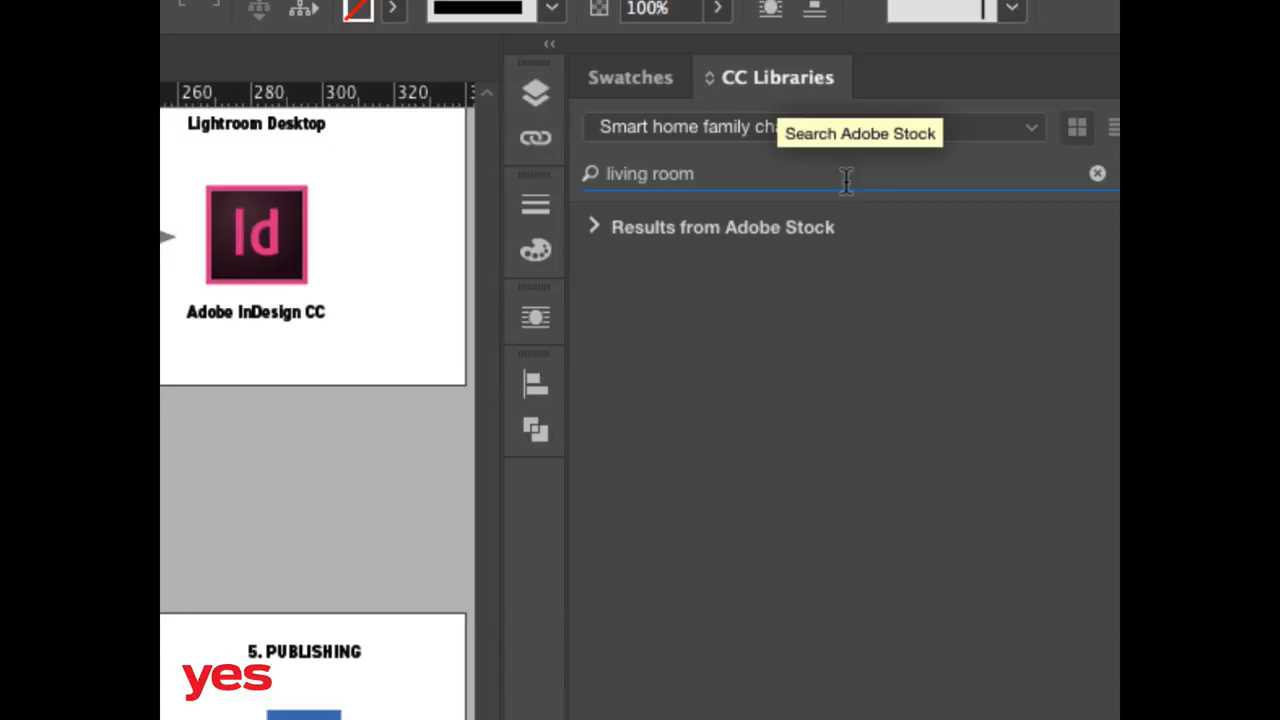 100%
Swatches
CC Libraries
260 280 300 320
Lightroom Desktop
Smart home family
Search Adobe Stock
living room
Results from Adobe Stock
Id
Adobe InDesign CC
5. PUBLISHING
yes